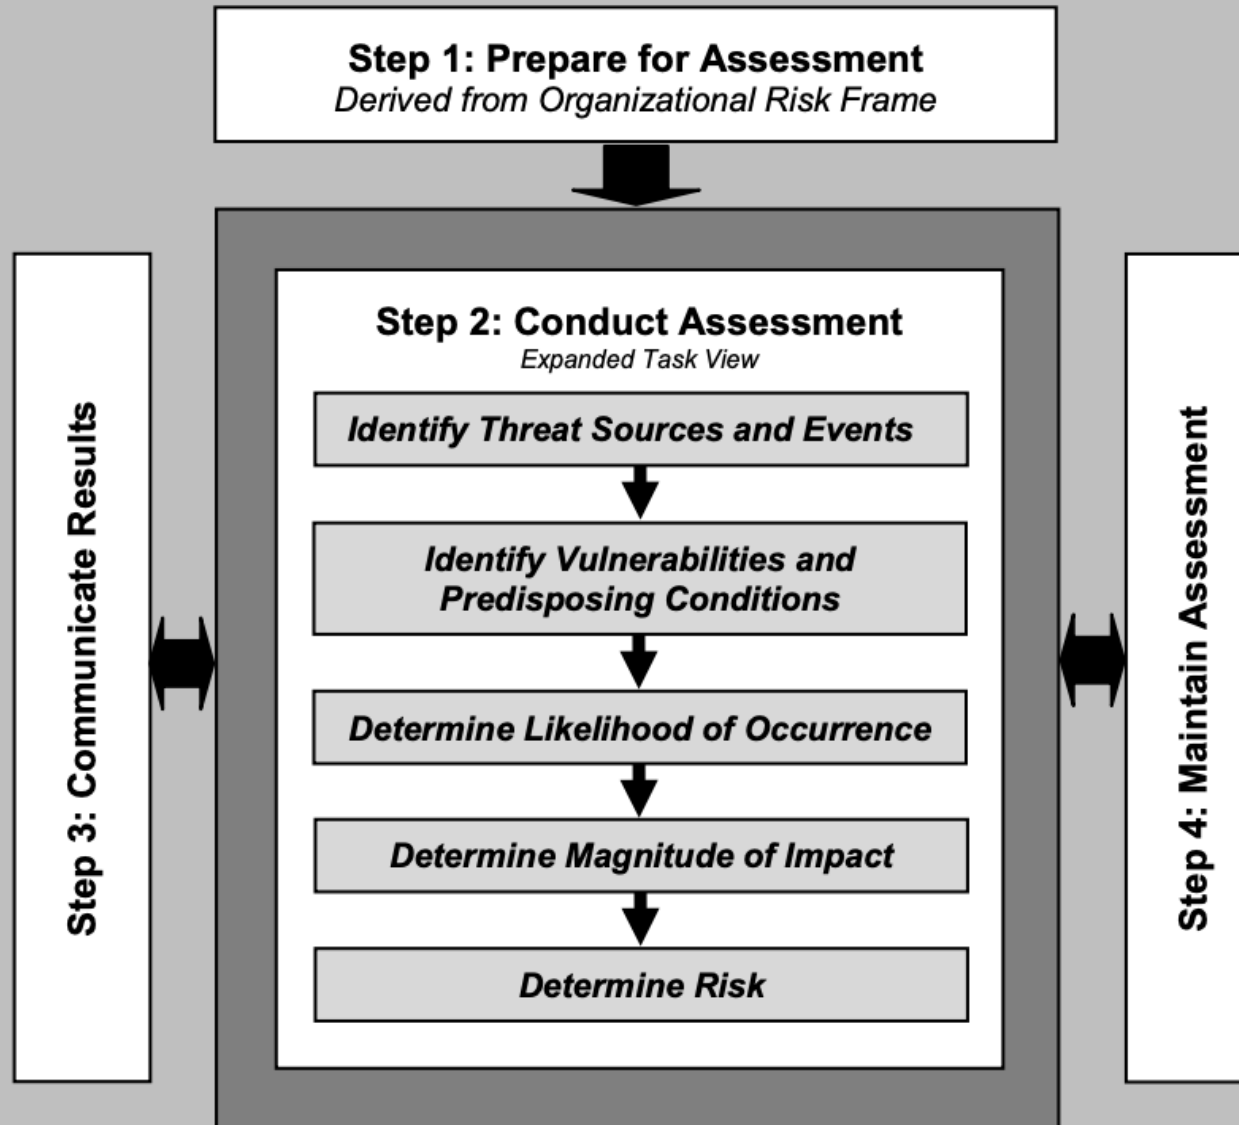 Step 1: Prepare for Assessment
Derived from Organizational Risk Frame
Step 2: Conduct Assessment
Expanded Task View
Identify Threat Sources and Events
Identify Vulnerabilities and
Predisposing Conditions
Determine Likelihood of Occurrence
Determine Magnitude of Impact
Determine Risk
Step 3: Communicate Results
Step 4: Maintain Assessment